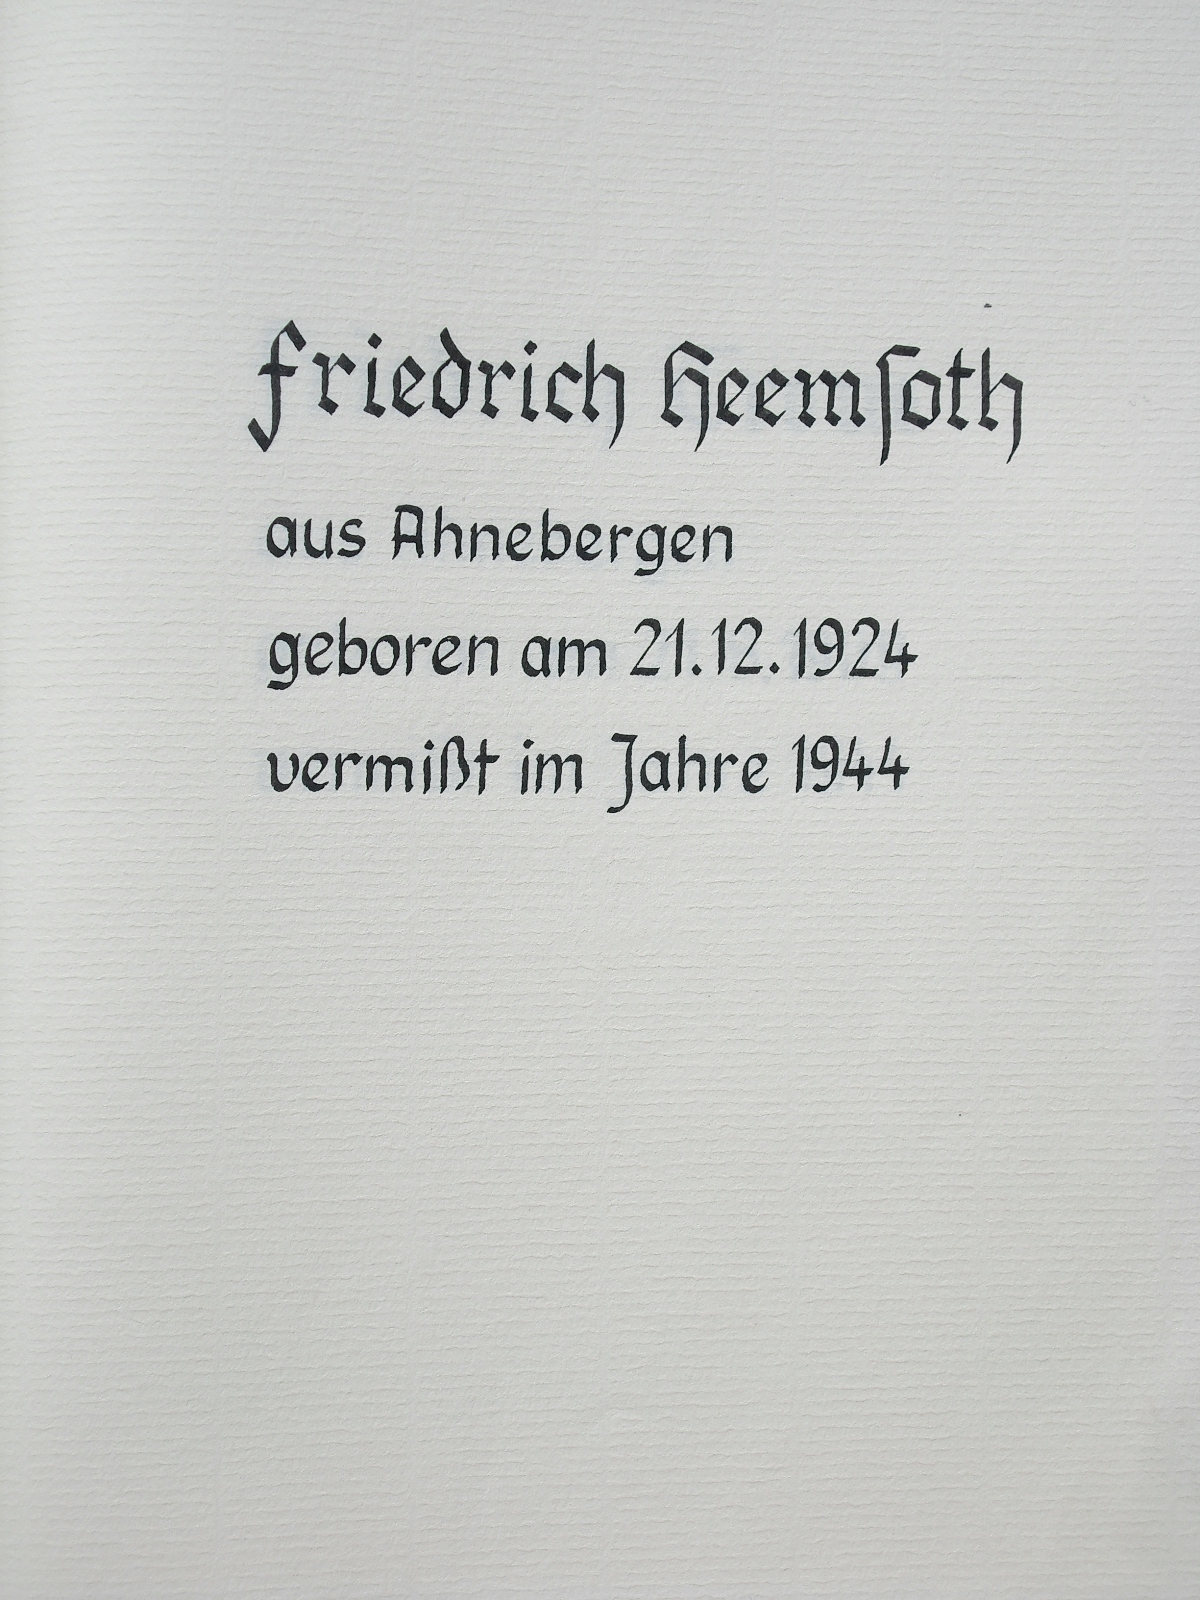 Friedrich Heemſoth
aus Ahnebergen
geboren am 21.12.1924
vermißt im Jahre 1944